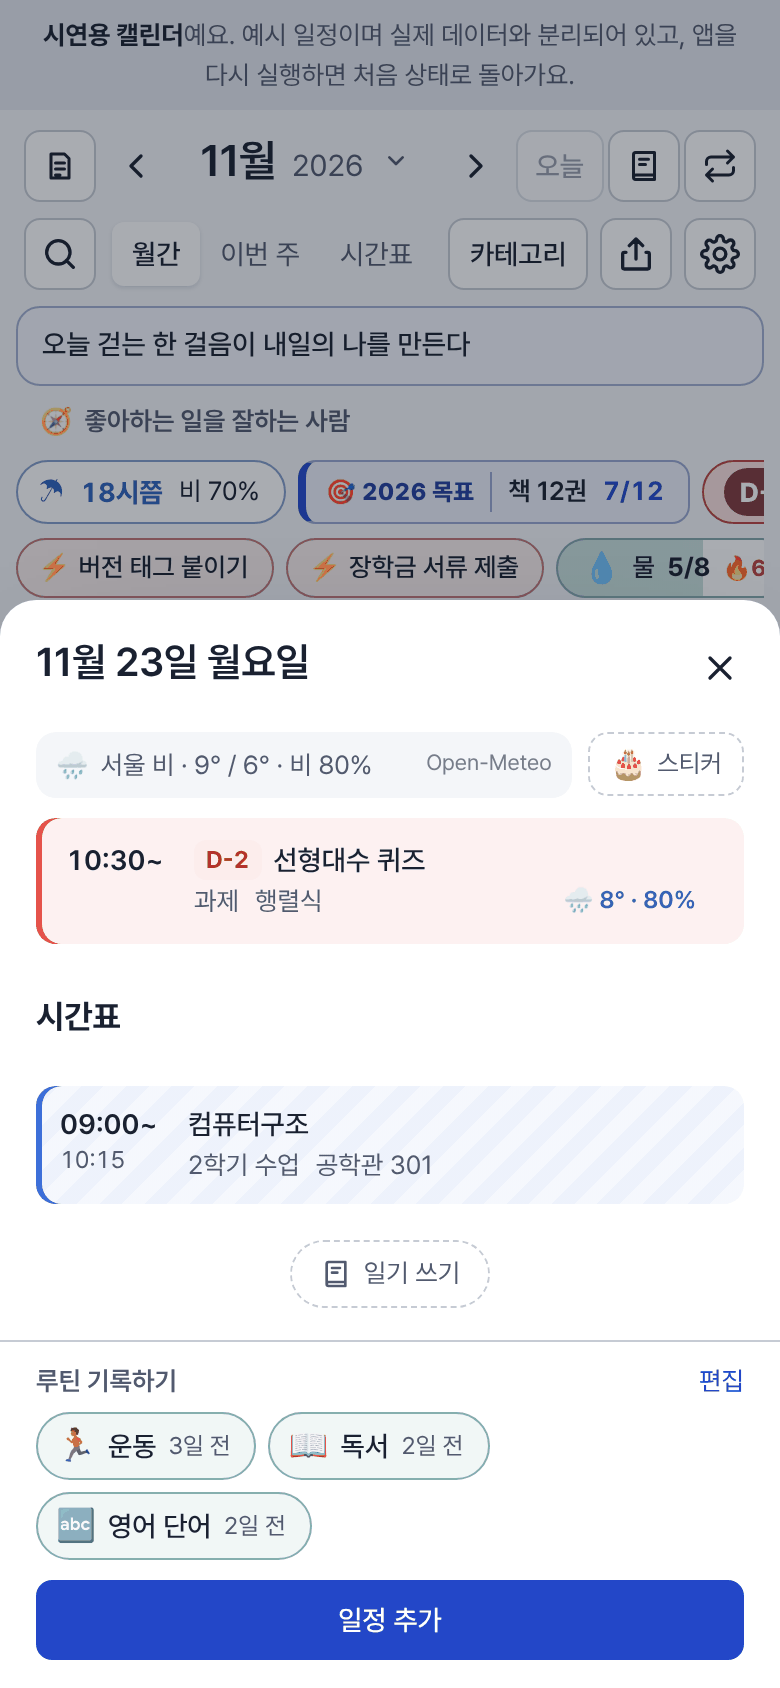 시연용 캘린더예요. 예시 일정이며 실제 데이터와 분리되어 있고, 앱을
다시 실행하면 처음 상태로 돌아가요.
11월 2026 오늘
월간 이번 주 시간표 카테고리
오늘 걷는 한 걸음이 내일의 나를 만든다
🧭 좋아하는 일을 잘하는 사람
☂ 18시쯤 비 70% 🎯 2026 목표 책 12권 7/12 D-
⚡ 버전 태그 붙이기 ⚡ 장학금 서류 제출 💧 물 5/8 🔥6
11월 23일 월요일
🌧️ 서울 비 · 9° / 6° · 비 80% Open-Meteo 🎂 스티커
10:30~ D-2 선형대수 퀴즈
과제 행렬식 🌧️ 8° · 80%
시간표
09:00~ 컴퓨터구조
10:15 2학기 수업 공학관 301
일기 쓰기
루틴 기록하기 편집
🏃 운동 3일 전 📖 독서 2일 전
🔤 영어 단어 2일 전
일정 추가